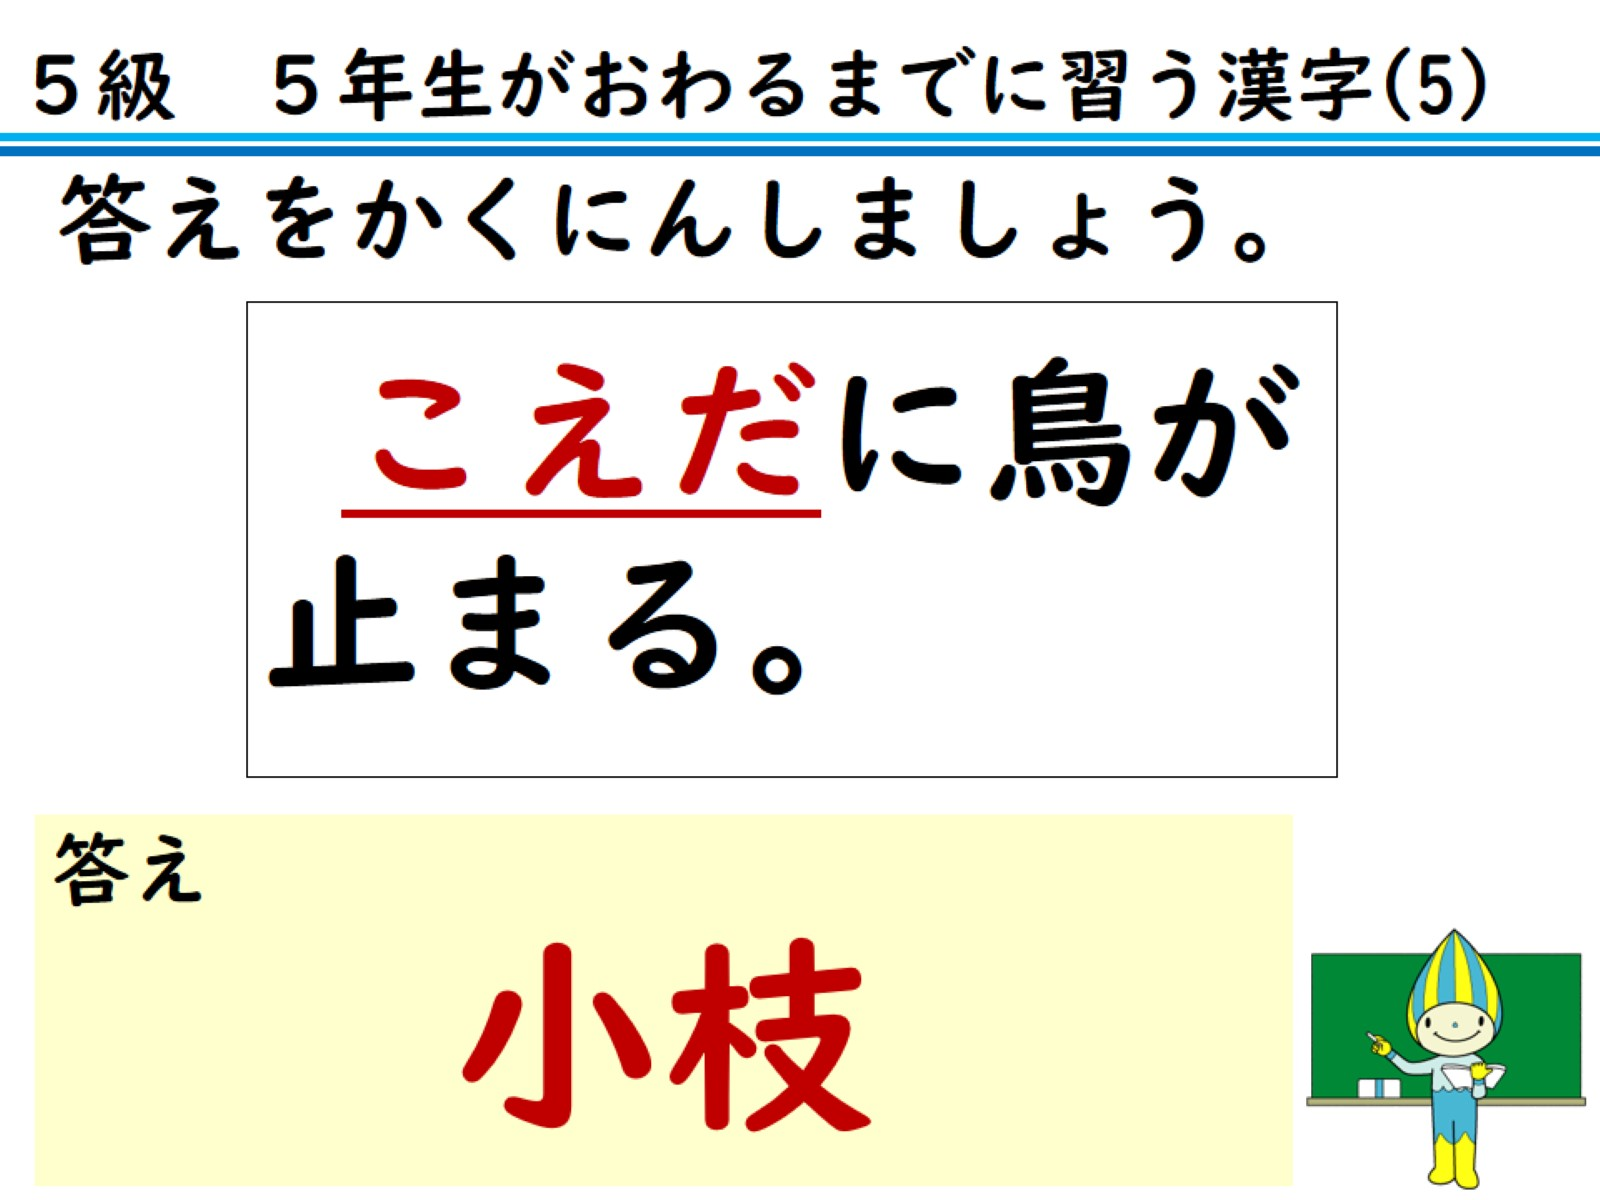 ５級　５年生がおわるまでに習う漢字(5)
答えをかくにんしましょう。
こえだに鳥が
止まる。
答え
小枝